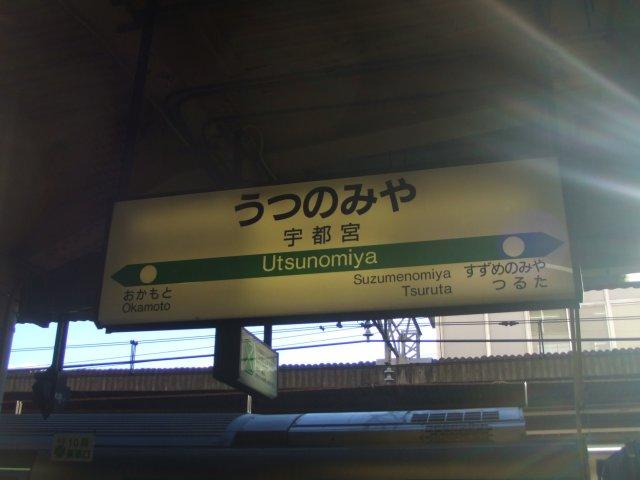 うつのみや
宇都宮
Utsunomiya
おかもと
Okamoto
Suzumenomiya すずめのみや
Tsuruta つるた
10